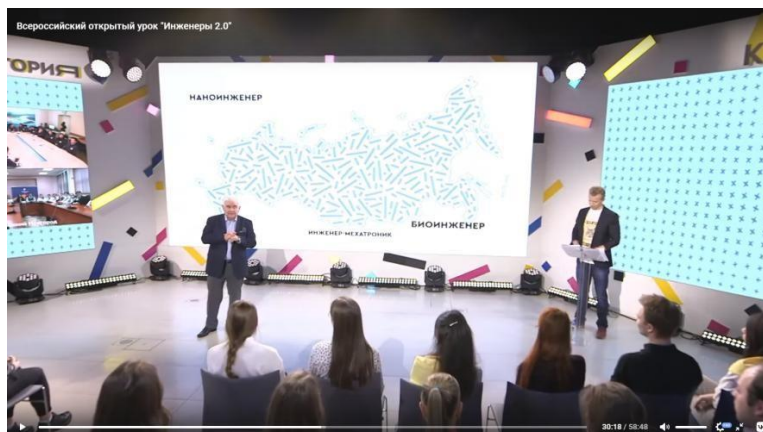 Всероссийский открытый урок "Инженеры 2.0"
ТОРИЯ
К
НАНОИНЖЕНЕР
БИОИНЖЕНЕР
ИНЖЕНЕР-МЕХАТРОНИК
30:18 / 58:48